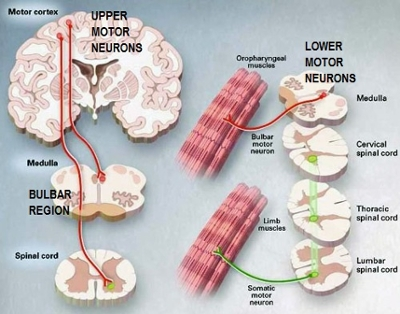 Motor cortex
UPPER
MOTOR
NEURONS
Medulla
BULBAR
REGION
Spinal cord
LOWER
MOTOR
NEURONS
Oropharyngeal
muscles
Medulla
Bulbar
motor
neuron
Cervical
spinal cord
Thoracic
spinal cord
Limb
muscles
Lumbar
spinal cord
Somatic
motor
neuron